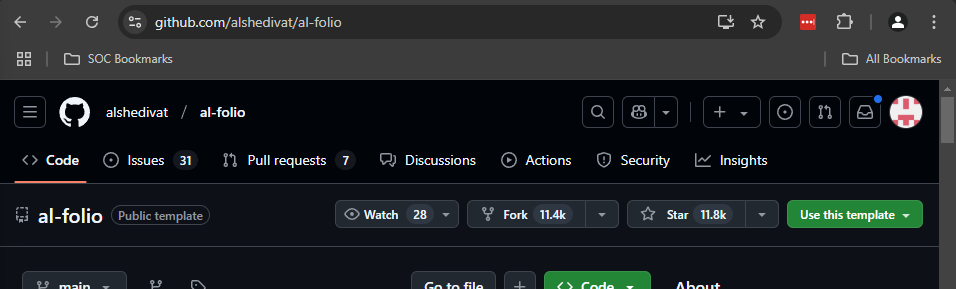 github.com/alshedivat/al-folio
SOC Bookmarks All Bookmarks
alshedivat / al-folio
Code Issues 31 Pull requests 7 Discussions Actions Security Insights
al-folio Public template Watch 28 Fork 11.4k Star 11.8k Use this template
main Go to file + Code About